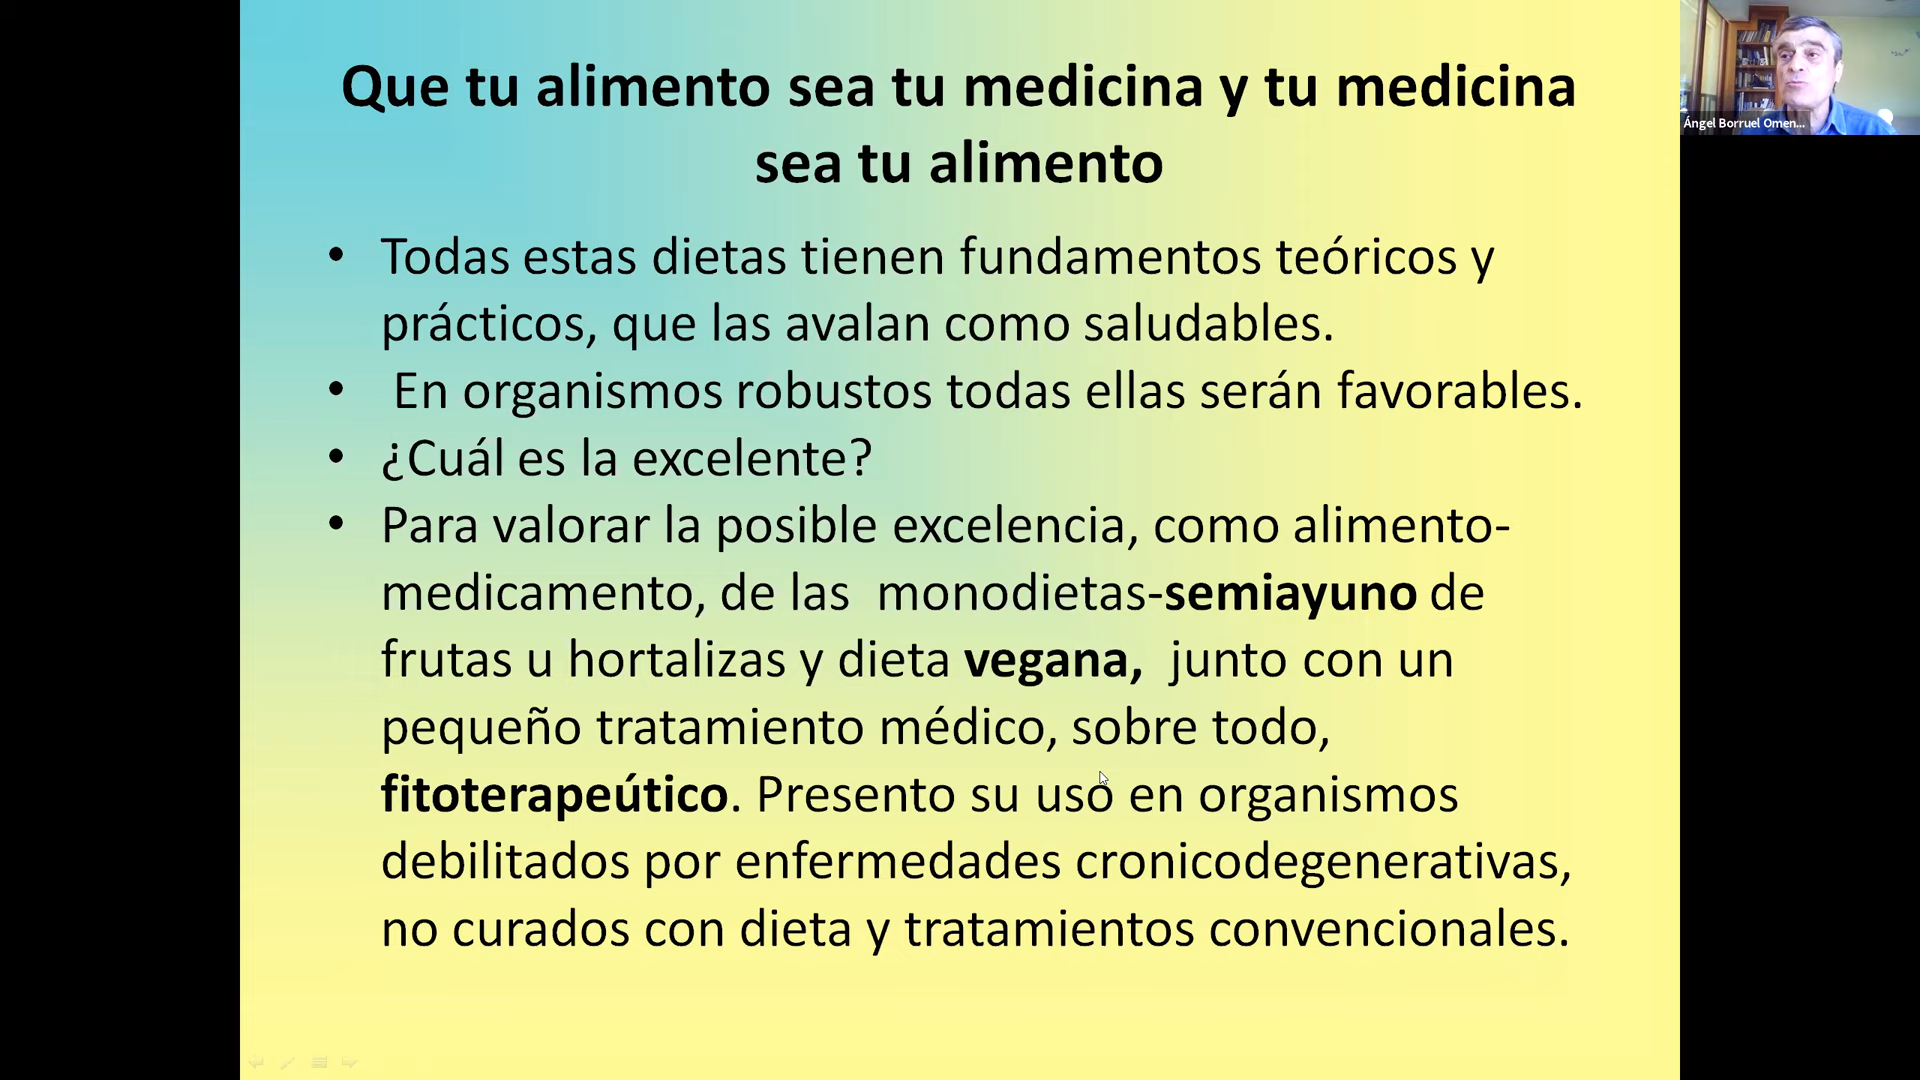 Que tu alimento sea tu medicina y tu medicina
sea tu alimento
• Todas estas dietas tienen fundamentos teóricos y
prácticos, que las avalan como saludables.
• En organismos robustos todas ellas serán favorables.
• ¿Cuál es la excelente?
• Para valorar la posible excelencia, como alimento-
medicamento, de las monodietas-semiayuno de
frutas u hortalizas y dieta vegana, junto con un
pequeño tratamiento médico, sobre todo,
fitoterapeútico. Presento su uso en organismos
debilitados por enfermedades cronicodegenerativas,
no curados con dieta y tratamientos convencionales.
Ángel Borruel Omen...